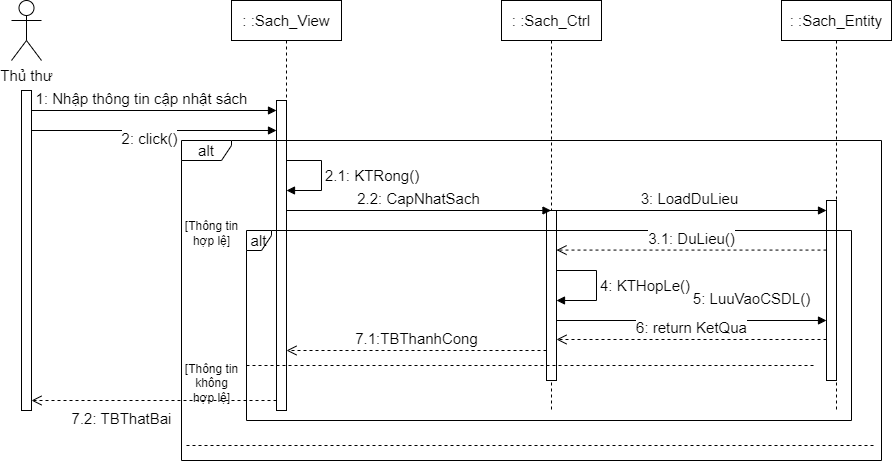 : :Sach_View
: :Sach_Ctrl
: :Sach_Entity
Thủ thư
1: Nhập thông tin cập nhật sách
2: click()
alt
2.1: KTRong()
2.2: CapNhatSach
3: LoadDuLieu
[Thông tin
hợp lệ]
alt
3.1: DuLieu()
4: KTHopLe()
5: LuuVaoCSDL()
6: return KetQua
7.1:TBThanhCong
[Thông tin
không
hợp lệ]
7.2: TBThatBai